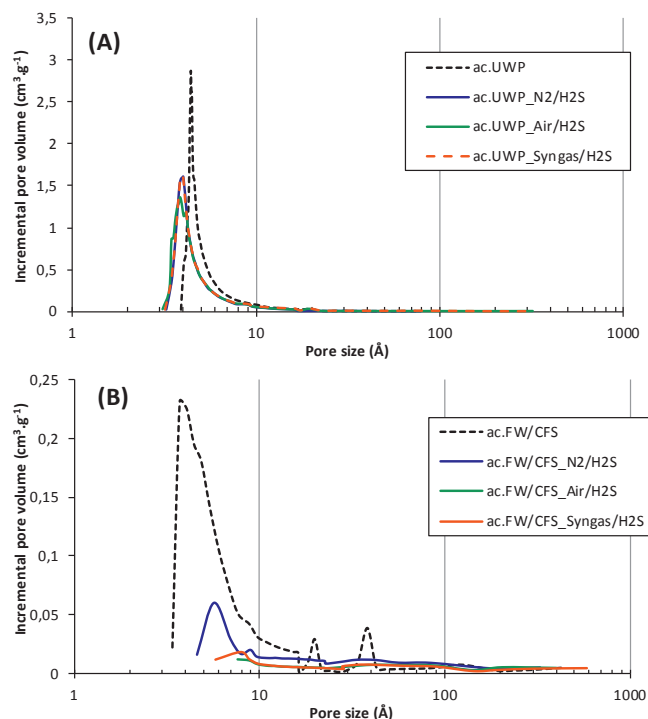 3,5
(A)
3
2,5
2
1,5
1
0,5
0
Incremental pore volume (cm³.g⁻¹)
ac.UWP
ac.UWP_N2/H2S
ac.UWP_Air/H2S
ac.UWP_Syngas/H2S
1 10 100 1000
Pore size (Å)
0,25
(B)
0,2
0,15
0,1
0,05
0
Incremental pore volume (cm³.g⁻¹)
ac.FW/CFS
ac.FW/CFS_N2/H2S
ac.FW/CFS_Air/H2S
ac.FW/CFS_Syngas/H2S
1 10 100 1000
Pore size (Å)